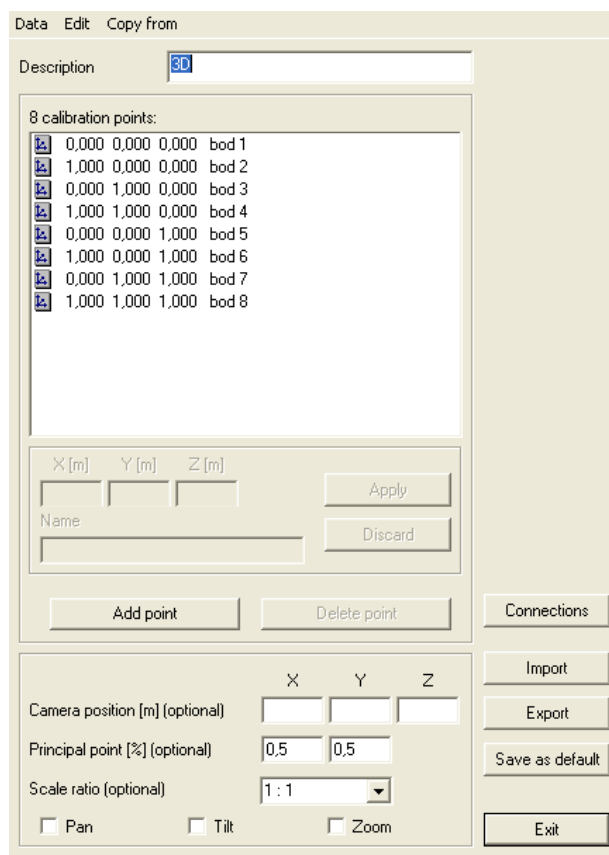 Data Edit Copy from
Description 3D
8 calibration points:
0,000 0,000 0,000 bod 1
1,000 0,000 0,000 bod 2
0,000 1,000 0,000 bod 3
1,000 1,000 0,000 bod 4
0,000 0,000 1,000 bod 5
1,000 0,000 1,000 bod 6
0,000 1,000 1,000 bod 7
1,000 1,000 1,000 bod 8
X [m] Y [m] Z [m]
Apply
Name
Discard
Add point Delete point Connections
Import
X Y Z
Camera position [m] (optional) Export
Principal point [%] (optional) 0,5 0,5
Save as default
Scale ratio (optional) 1 : 1
Pan Tilt Zoom Exit